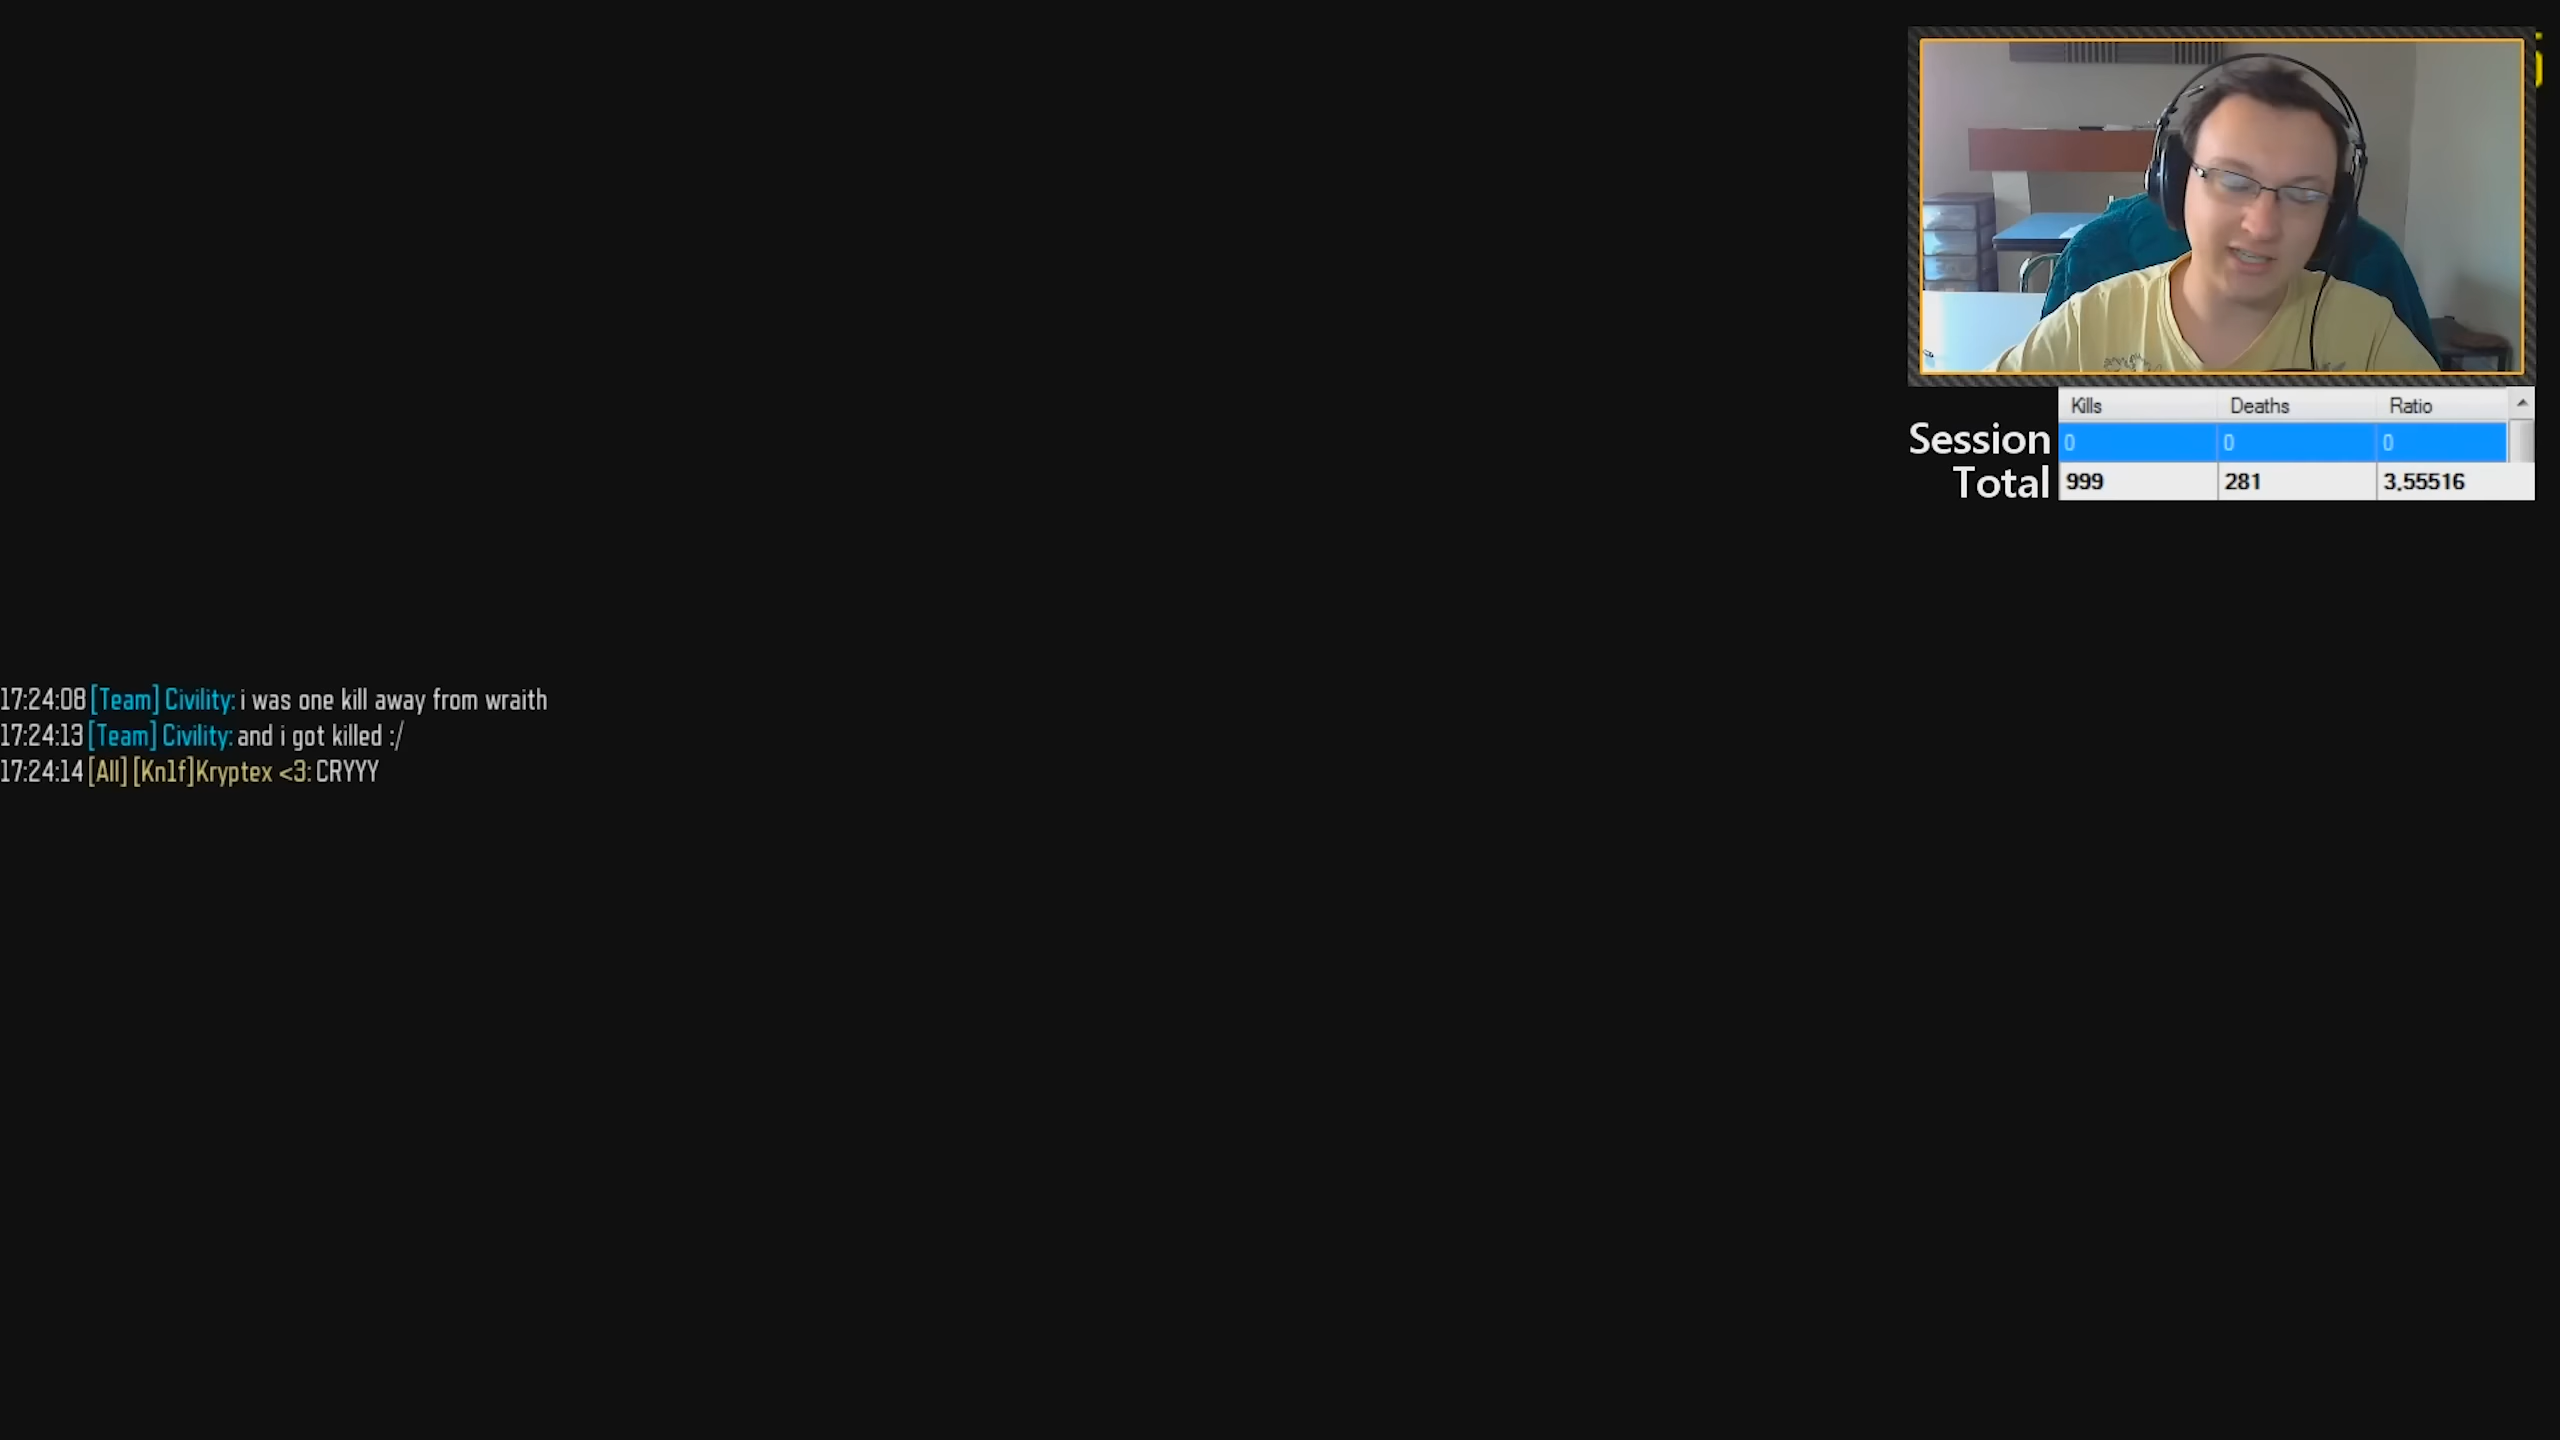 Kills Deaths Ratio
Session 0 0 0
Total 999 281 3,55516
17:24:08 [Team] Civility: i was one kill away from wraith
17:24:13 [Team] Civility: and i got killed :/
17:24:14 [All] [Kn1f]Kryptex <3: CRYYY